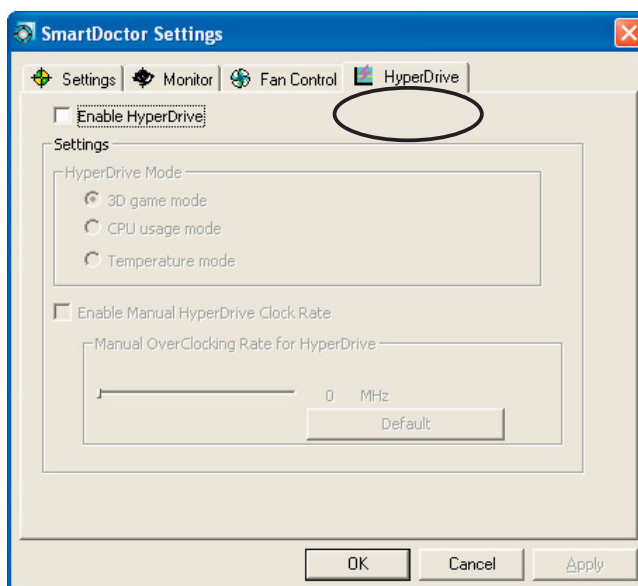 SmartDoctor Settings
Settings Monitor Fan Control HyperDrive
Enable HyperDrive
Settings
HyperDrive Mode
3D game mode
CPU usage mode
Temperature mode
Enable Manual HyperDrive Clock Rate
Manual OverClocking Rate for HyperDrive
0 MHz
Default
OK Cancel Apply